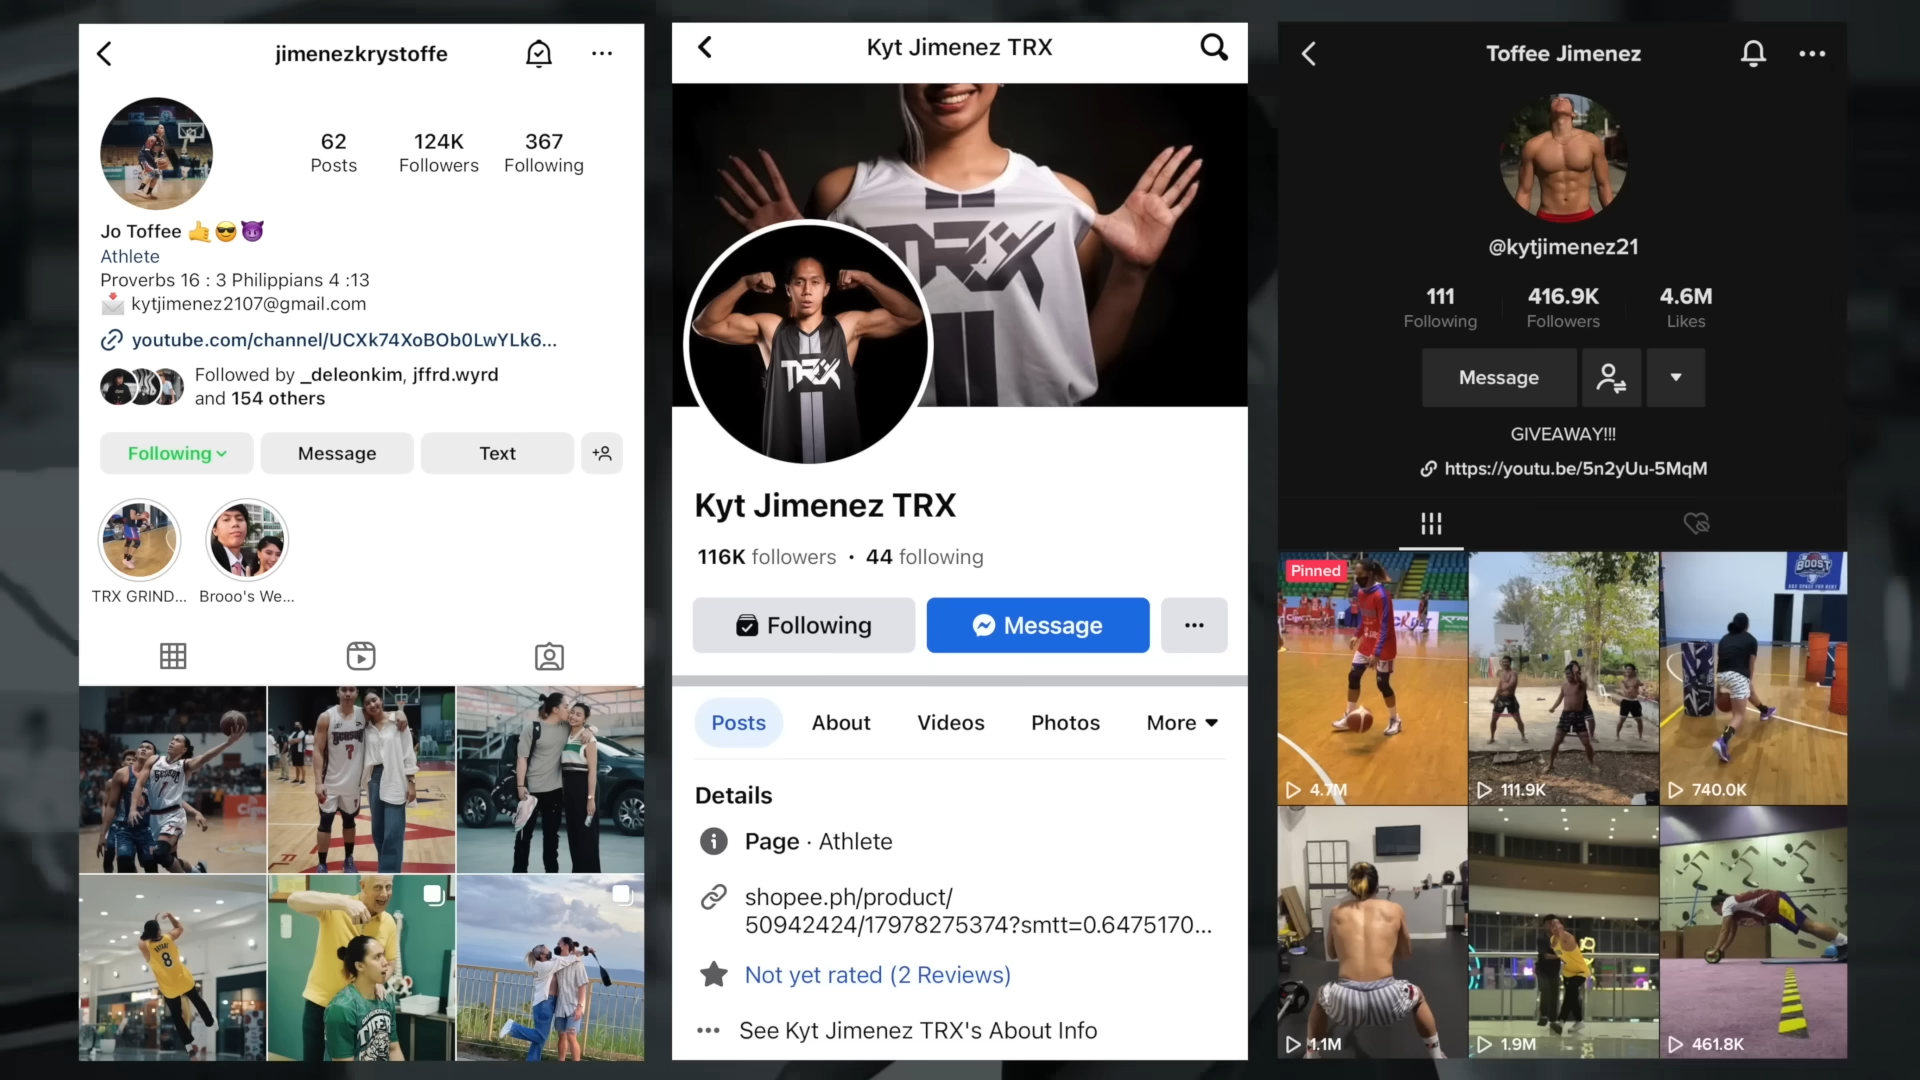 jimenezkrystoffe
62
124K
367
Posts
Followers
Following
Jo Toffee
Athlete
Proverbs 16 : 3 Philippians 4 :13
kytjimenez2107@gmail.com
youtube.com/channel/UCXk74XoBOb0LwYLk6...
Followed by _deleonkim, jffrd.wyrd
and 154 others
Following
Message
Text
TRX GRIND...
Brooo's We...
8
Kyt Jimenez TRX
TRX
TRX
Kyt Jimenez TRX
116K followers • 44 following
Following
Message
Posts
About
Videos
Photos
More
Details
Page · Athlete
shopee.ph/product/
50942424/17978275374?smtt=0.6475170...
Not yet rated (2 Reviews)
See Kyt Jimenez TRX's About Info
Toffee Jimenez
@kytjimenez21
111
416.9K
4.6M
Following
Followers
Likes
Message
GIVEAWAY!!!
https://youtu.be/5n2yUu-5MqM
Pinned
BOOST
4.7M
111.9K
740.0K
1.1M
1.9M
461.8K